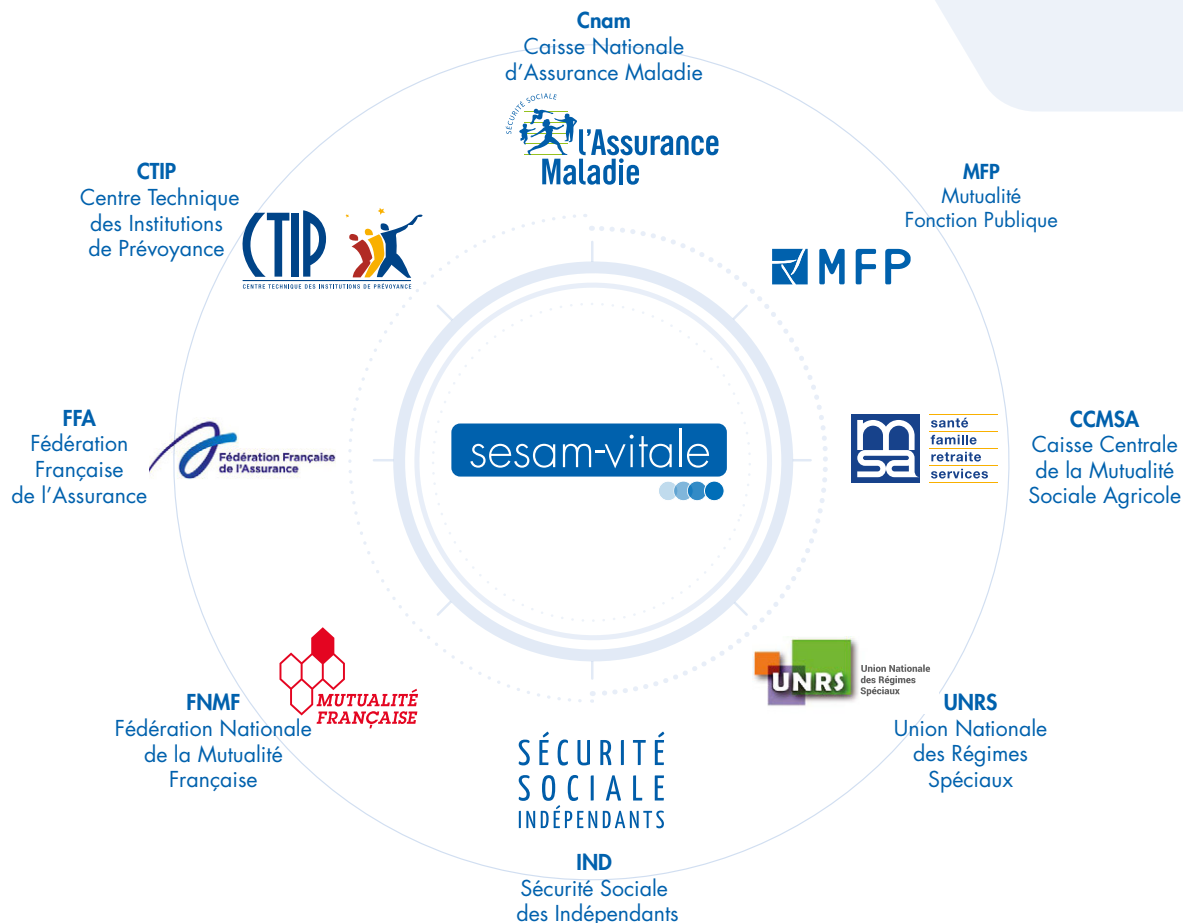 Cnam
Caisse Nationale
d'Assurance Maladie
SÉCURITÉ SOCIALE
l'Assurance
Maladie
CTIP
Centre Technique
des Institutions
de Prévoyance
CTIP
CENTRE TECHNIQUE DES INSTITUTIONS DE PRÉVOYANCE
MFP
Mutualité
Fonction Publique
MFP
FFA
Fédération
Française
de l'Assurance
Fédération Française
de l'Assurance
sesam-vitale
msa
santé
famille
retraite
services
CCMSA
Caisse Centrale
de la Mutualité
Sociale Agricole
MUTUALITÉ
FRANÇAISE
FNMF
Fédération Nationale
de la Mutualité
Française
UNRS
Union Nationale
des Régimes
Spéciaux
UNRS
Union Nationale
des Régimes
Spéciaux
SÉCURITÉ
SOCIALE
INDÉPENDANTS
IND
Sécurité Sociale
des Indépendants